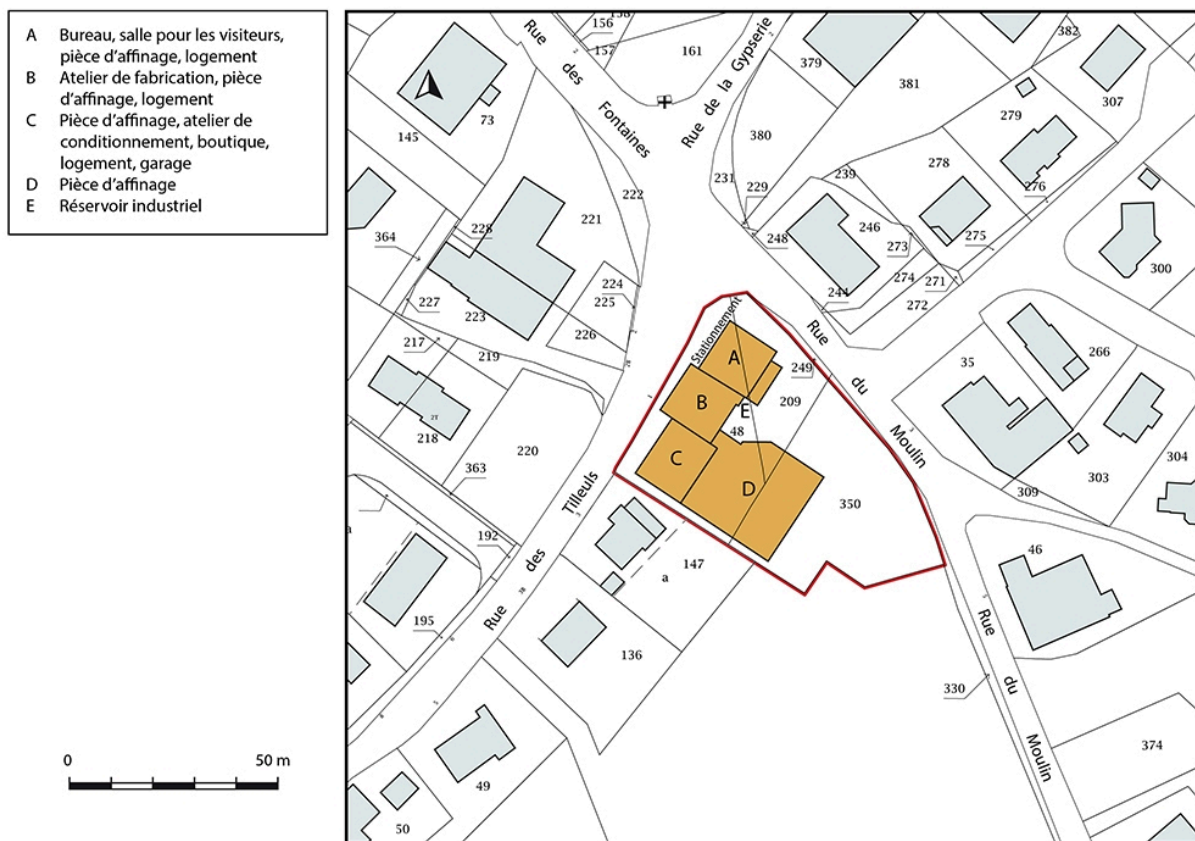 A Bureau, salle pour les visiteurs,
pièce d'affinage, logement
B Atelier de fabrication, pièce
d'affinage, logement
C Pièce d'affinage, atelier de
conditionnement, boutique,
logement, garage
D Pièce d'affinage
E Réservoir industriel
0 50 m
Rue des Fontaines
Rue de la Gypserie
156
158
157
161
379
382
381
307
73
145
380
279
278
276
239
231
229
222
221
228
364
248
246
273
275
274
271
272
244
300
224
225
227
223
226
217
219
Stationnement
A
B
C
D
E
249
209
48
350
Rue du Moulin
35
266
303
304
309
218
27
220
363
192
Rue des Tilleuls
a
195
147
a
136
46
Rue du Moulin
330
374
49
50